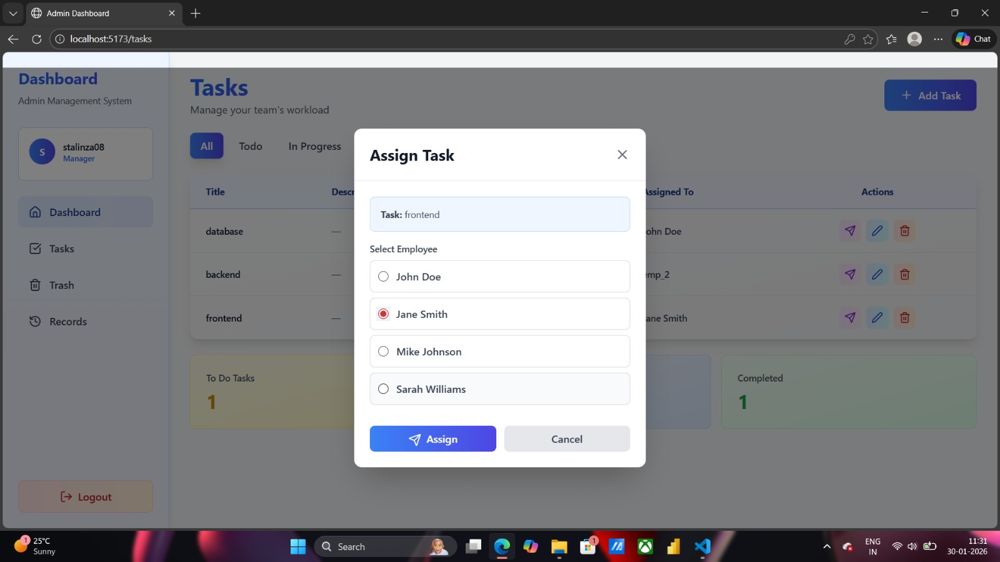 Admin Dashboard
localhost:5173/tasks
Chat
Dashboard
Admin Management System
S
stalinza08
Manager
Dashboard
Tasks
Trash
Records
Logout
Tasks
Manage your team's workload
Add Task
All
Todo
In Progress
Title
Descr
Assigned To
Actions
database
—
ohn Doe
backend
—
mp_2
frontend
—
ane Smith
To Do Tasks
1
Completed
1
Assign Task
Task: frontend
Select Employee
John Doe
Jane Smith
Mike Johnson
Sarah Williams
Assign
Cancel
1
25°C
Sunny
Search
1
ENG
IN
11:31
30-01-2026